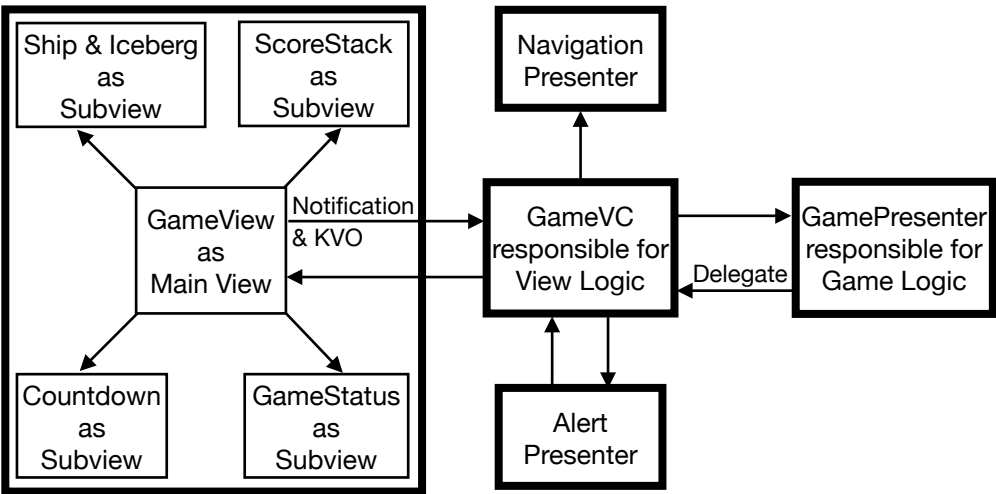 Ship & Iceberg
as
Subview
ScoreStack
as
Subview
Navigation
Presenter
GameView
as
Main View
Notification
& KVO
GameVC
responsible for
View Logic
Delegate
GamePresenter
responsible for
Game Logic
Countdown
as
Subview
GameStatus
as
Subview
Alert
Presenter